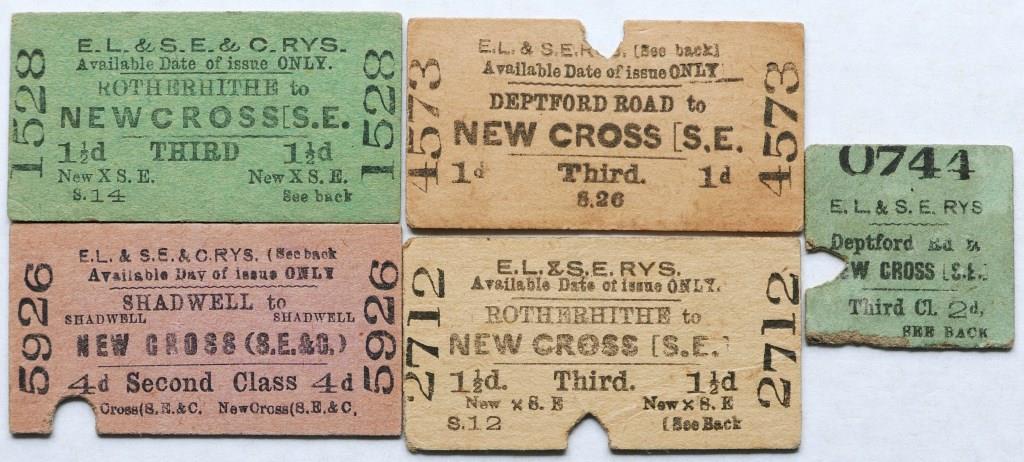 1528
E. L. & S. E. & C. RYS.
Available Date of issue ONLY.
ROTHERHITHE to
NEW CROSS [S.E.
1½d THIRD 1½d
New X S. E. New X S. E.
S.14 See back
1528
4573
E. L. & S.E.R S. [See back]
Available Date of issue ONLY
DEPTFORD ROAD to
NEW CROSS [S.E.
1d Third. 1d
S.26
4573
5926
E.L. & S.E. & C.RYS. (See back
Available Day of issue ONLY
SHADWELL to
SHADWELL SHADWELL
NEW CROSS (S.E.&C.)
4d Second Class 4d
Cross(S.E.&C. NewCross(S.E.&C,
5926
2712
E.L.&S.E.RYS.
Available Date of issue ONLY.
ROTHERHITHE to
NEW CROSS [S.E.]
1½d. Third. 1½d
New x S. E New x S. E
S.12 (See Back
2712
0744
E. L. & S. E. RYS
Deptford Rd
EW CROSS [S.E.]
Third Cl. 2d,
SEE BACK